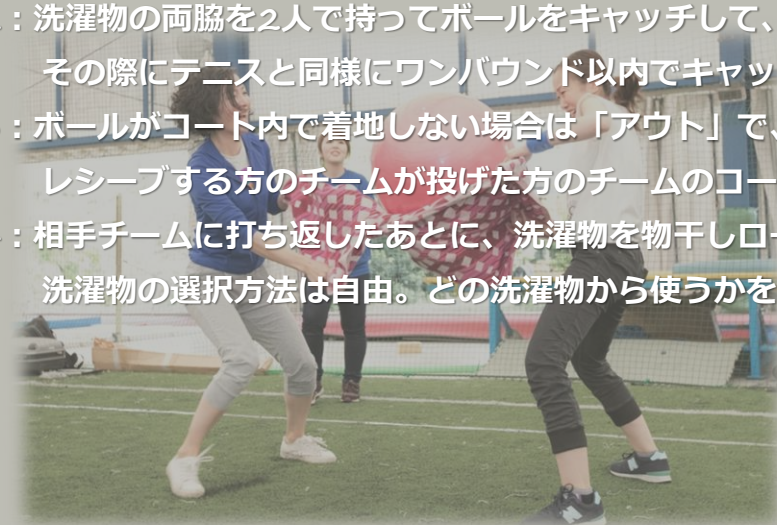 ：洗濯物の両脇を2人で持ってボールをキャッチして、
その際にテニスと同様にワンバウンド以内でキャッ
：ボールがコート内で着地しない場合は「アウト」で、
レシーブする方のチームが投げた方のチームのコー
：相手チームに打ち返したあとに、洗濯物を物干しロー
洗濯物の選択方法は自由。どの洗濯物から使うかを